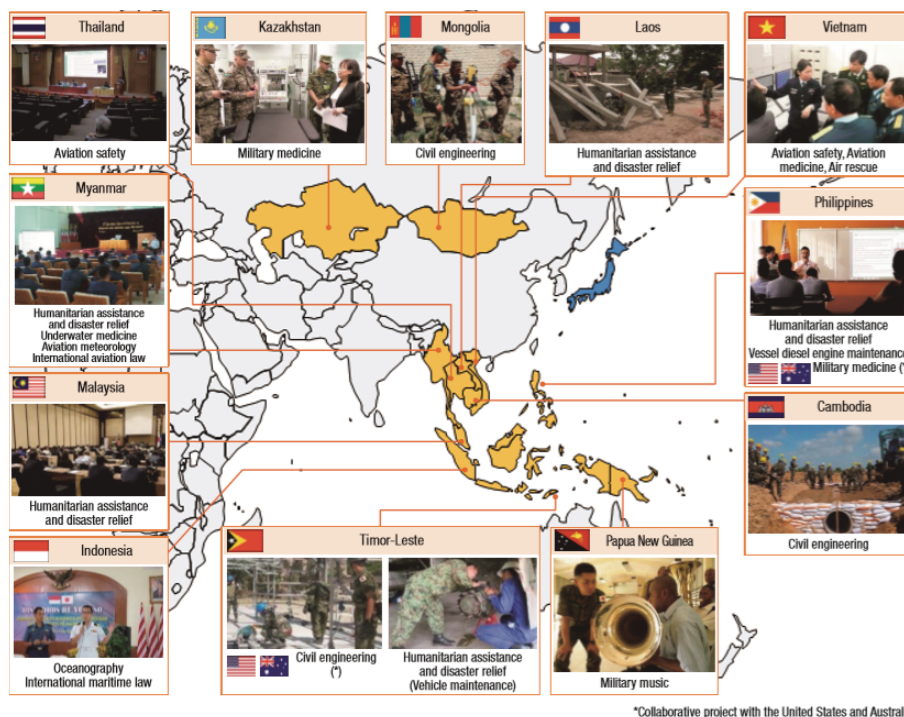 Thailand
Aviation safety
Kazakhstan
Military medicine
Mongolia
Civil engineering
Laos
Humanitarian assistance
and disaster relief
Vietnam
Aviation safety, Aviation
medicine, Air rescue
Myanmar
Humanitarian assistance
and disaster relief
Underwater medicine
Aviation meteorology
International aviation law
Philippines
Humanitarian assistance
and disaster relief
Vessel diesel engine maintenance
Military medicine (*
Malaysia
Humanitarian assistance
and disaster relief
Cambodia
Civil engineering
Indonesia
Oceanography
International maritime law
Timor-Leste
Civil engineering
(*)
Humanitarian assistance
and disaster relief
(Vehicle maintenance)
Papua New Guinea
Military music
*Collaborative project with the United States and Austral